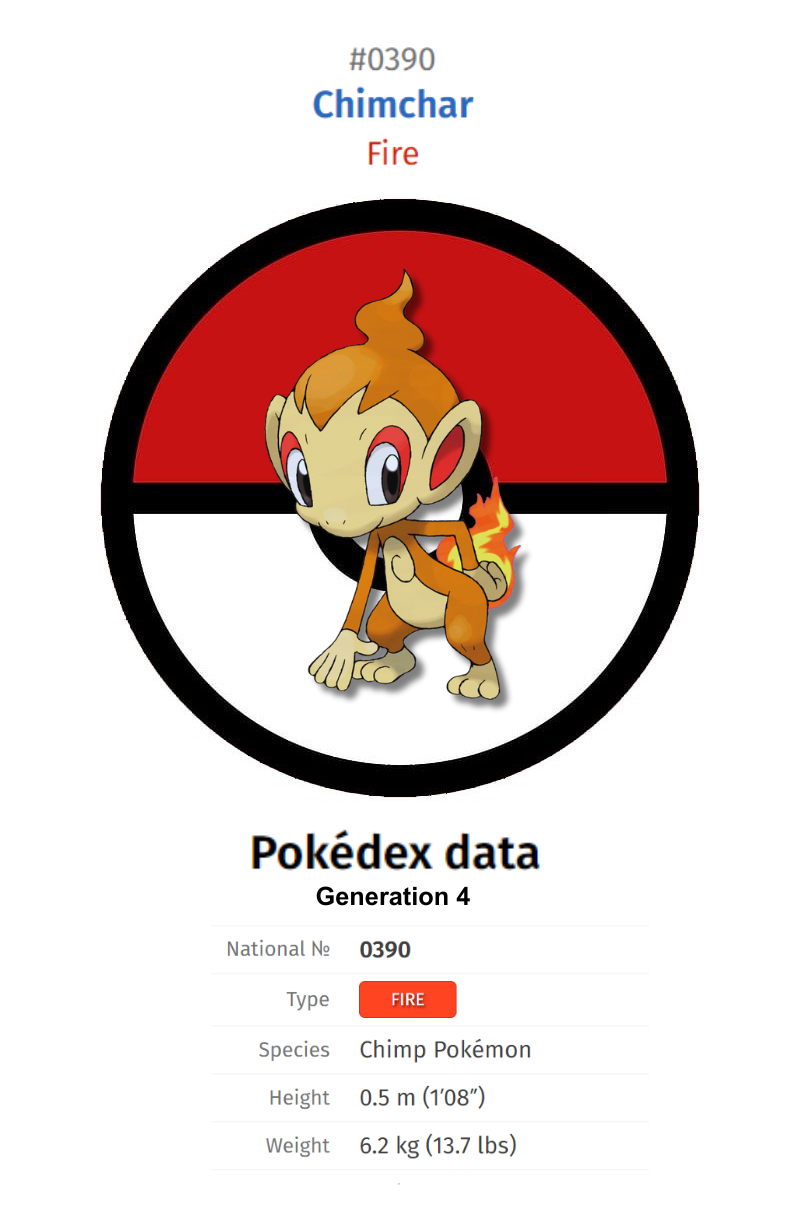 #0390
Chimchar
Fire
Pokédex data
Generation 4
National № 0390
Type FIRE
Species Chimp Pokémon
Height 0.5 m (1′08″)
Weight 6.2 kg (13.7 lbs)